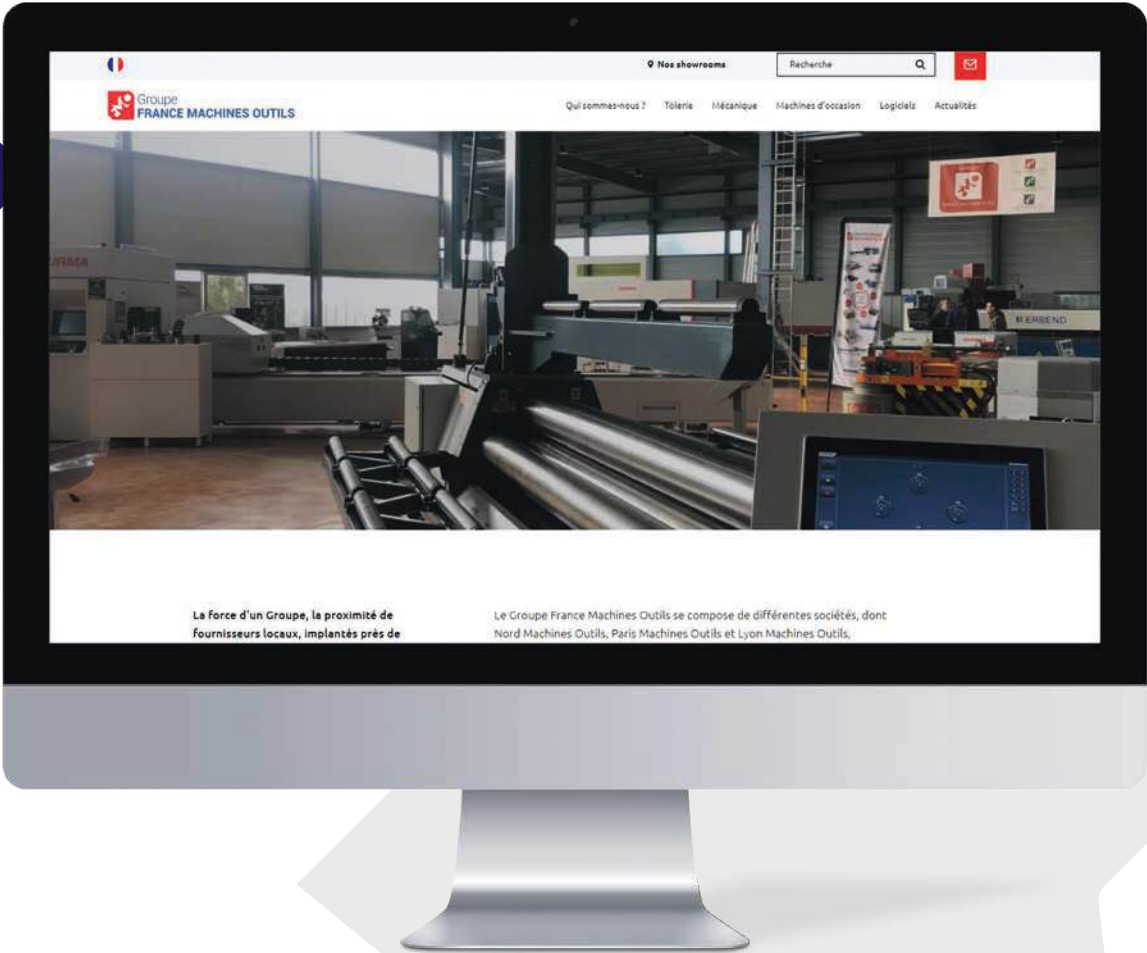 Nos showrooms
Recherche
Groupe
FRANCE MACHINES OUTILS
Qui sommes-nous ? Tôlerie Mécanique Machines d'occasion Logiciels Actualités
ERBEND
La force d'un Groupe, la proximité de
fournisseurs locaux, implantés près de
Le Groupe France Machines Outils se compose de différentes sociétés, dont
Nord Machines Outils, Paris Machines Outils et Lyon Machines Outils,